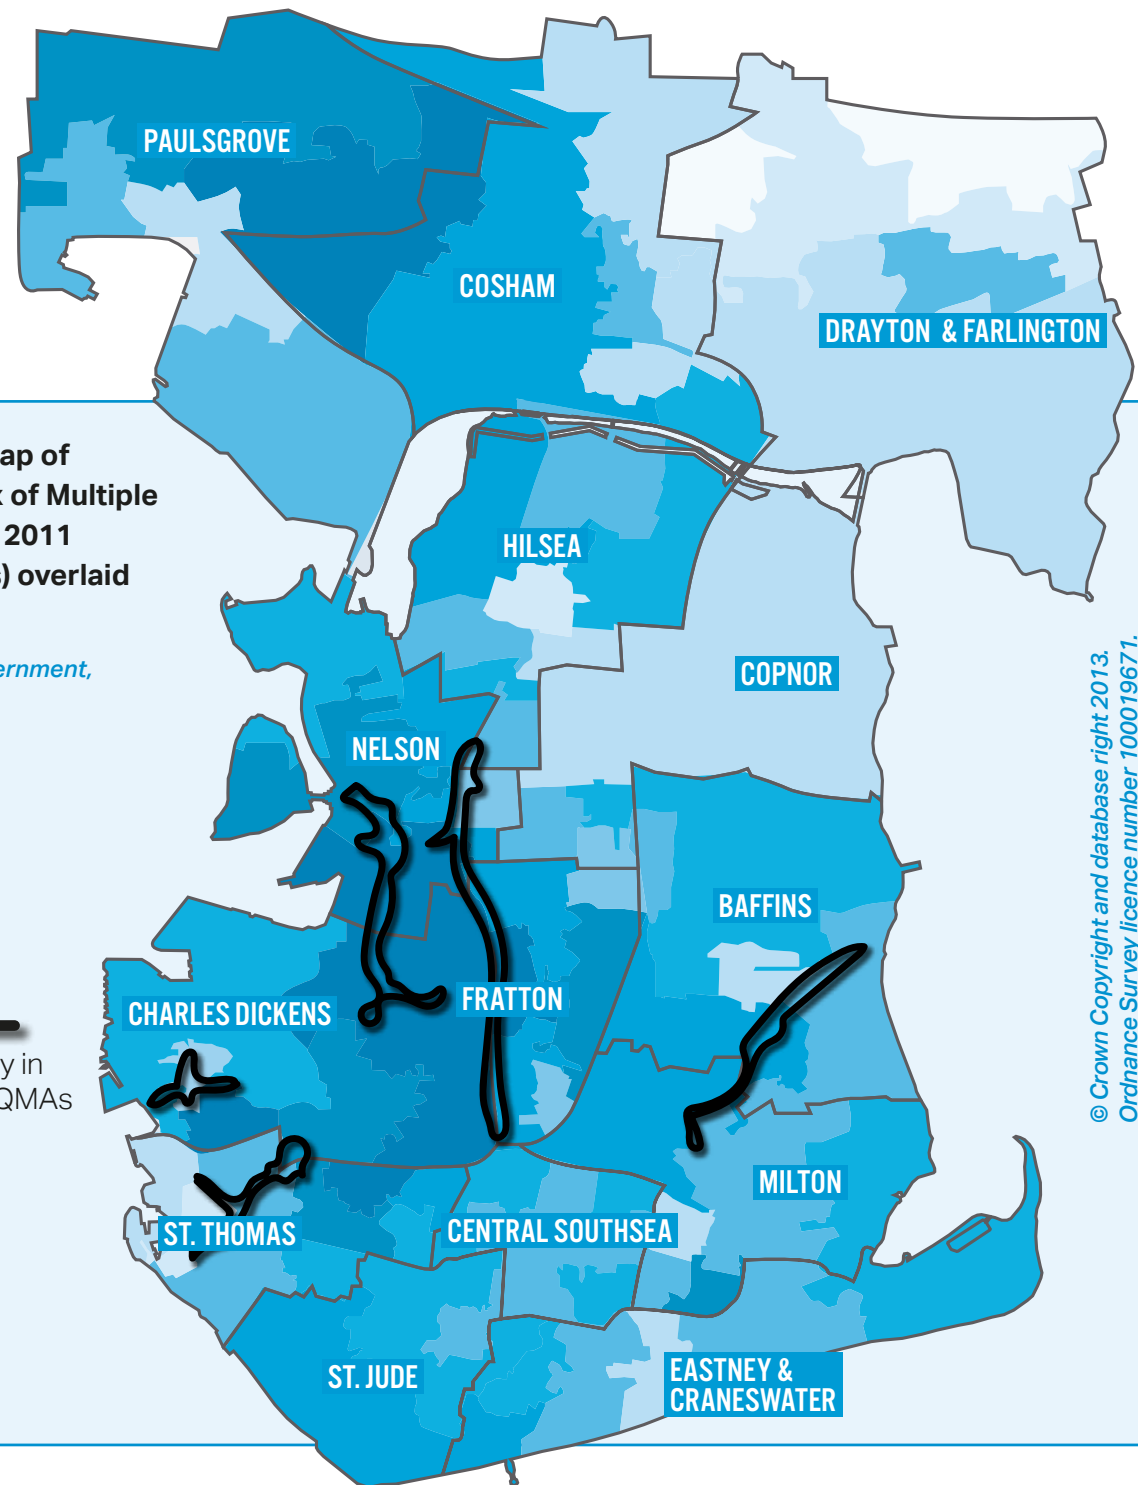 PAULSGROVE
COSHAM
DRAYTON & FARLINGTON
ap of
x of Multiple
2011
s) overlaid
ernment,
HILSEA
COPNOR
NELSON
BAFFINS
CHARLES DICKENS
FRATTON
y in
QMAs
MILTON
ST. THOMAS
CENTRAL SOUTHSEA
ST. JUDE
EASTNEY &
CRANESWATER
© Crown Copyright and database right 2013.
Ordnance Survey licence number 100019671.